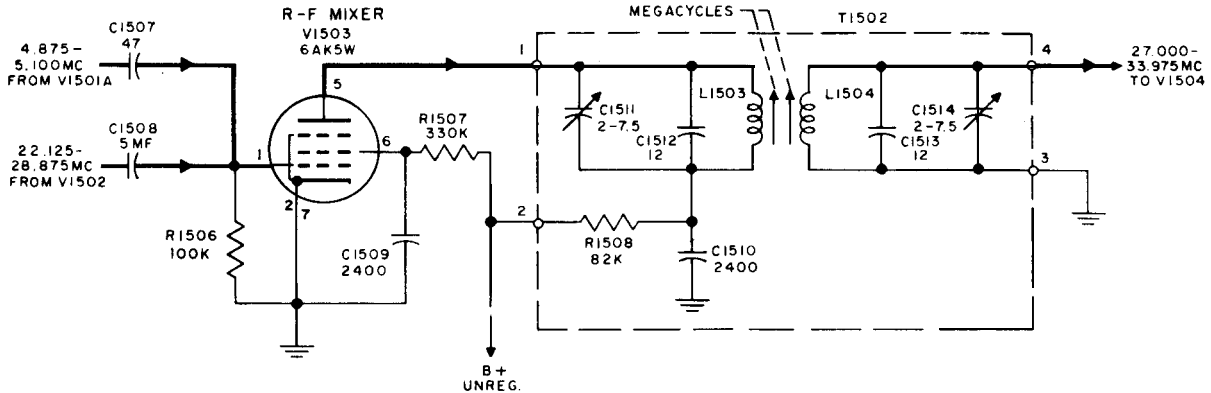 R-F MIXER
V1503
6AK5W
MEGACYCLES
T1502
C1507
47
4.875-
5.100MC
FROM V1501A
C1508
5MF
22.125-
28.875MC
FROM V1502
1
5
6
2
7
R1506
100K
R1507
330K
C1509
2400
B+
UNREG.
1
2
C1511
2-7.5
C1512
12
L1503
L1504
C1513
12
C1514
2-7.5
R1508
82K
C1510
2400
4
3
27.000-
33.975MC
TO V1504